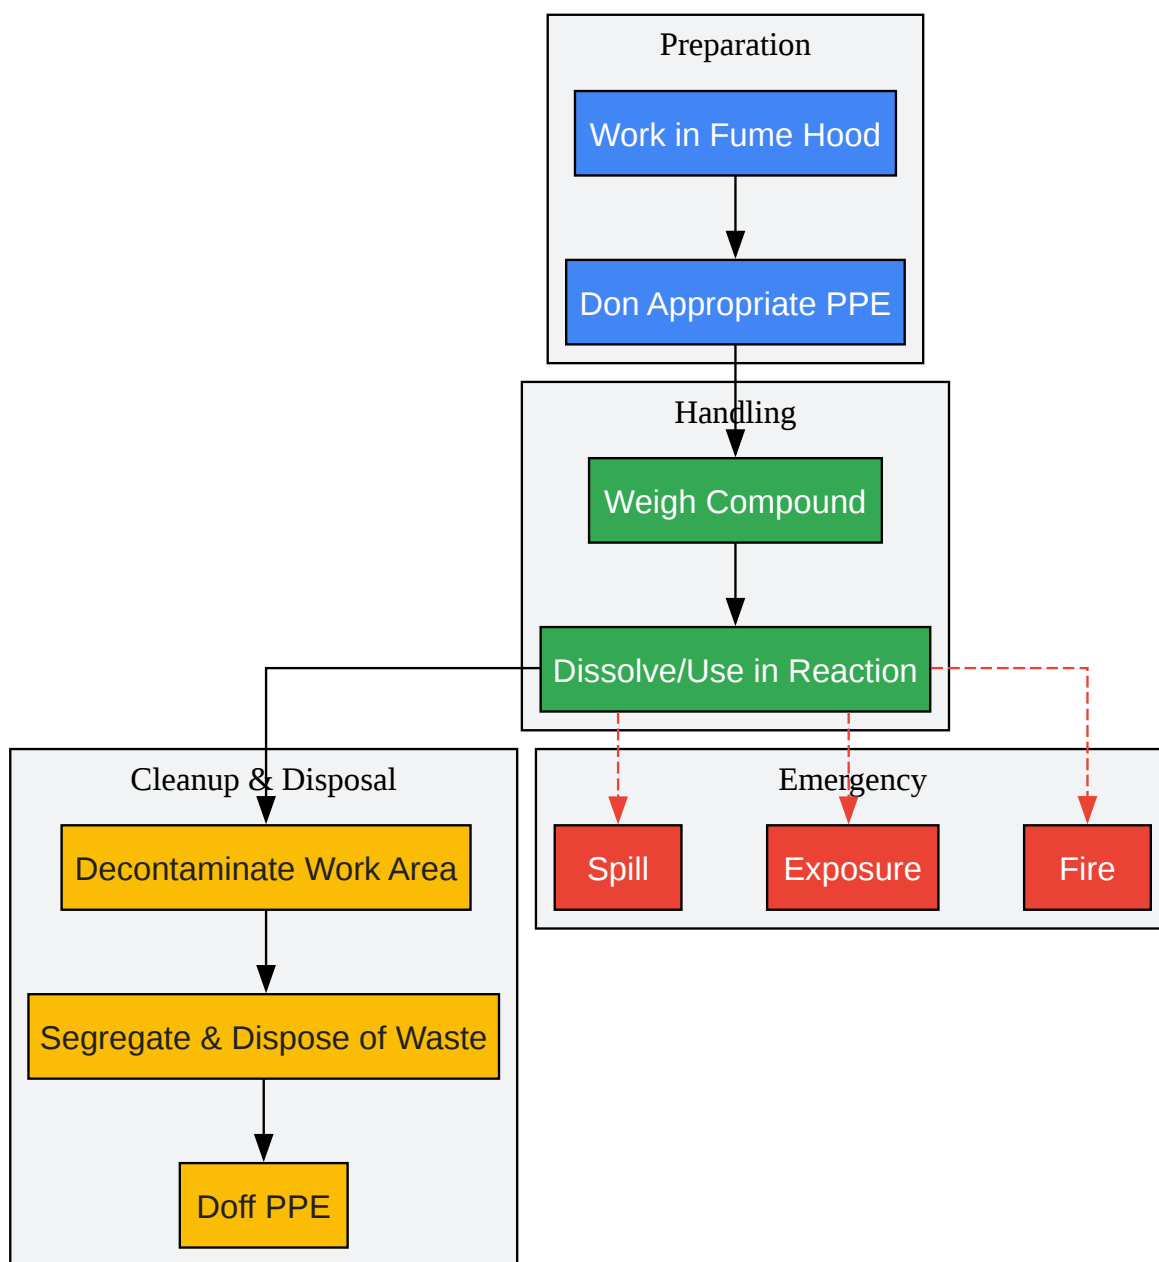 Preparation
Work in Fume Hood
Don Appropriate PPE
Handling
Weigh Compound
Dissolve/Use in Reaction
Cleanup & Disposal
Decontaminate Work Area
Segregate & Dispose of Waste
Doff PPE
Emergency
Spill
Exposure
Fire